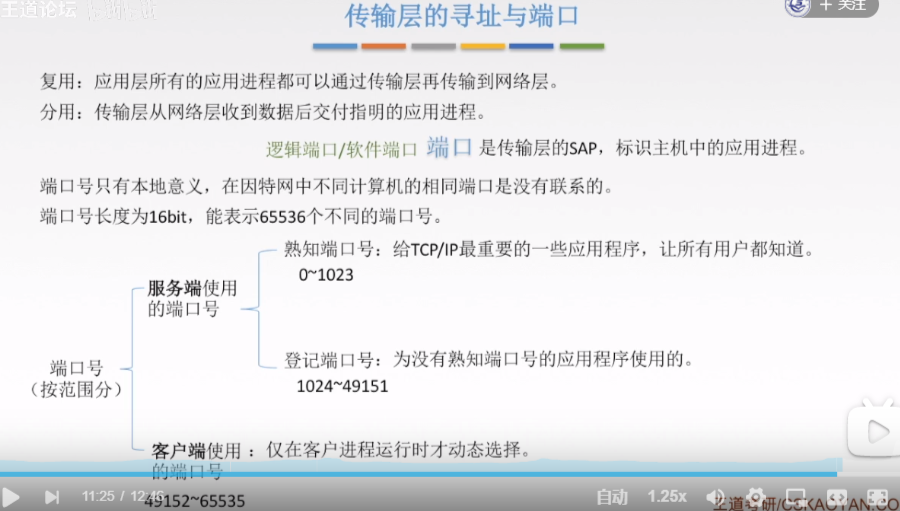 王道论坛
+ 关注
传输层的寻址与端口
复用：应用层所有的应用进程都可以通过传输层再传输到网络层。
分用：传输层从网络层收到数据后交付指明的应用进程。
逻辑端口/软件端口 端口 是传输层的SAP，标识主机中的应用进程。
端口号只有本地意义，在因特网中不同计算机的相同端口是没有联系的。
端口号长度为16bit，能表示65536个不同的端口号。
熟知端口号：给TCP/IP最重要的一些应用程序，让所有用户都知道。
0~1023
服务端使用
的端口号
登记端口号：为没有熟知端口号的应用程序使用的。
1024~49151
端口号
（按范围分）
客户端使用：仅在客户进程运行时才动态选择。
的端口号
49152~65535
11:25 / 12:46
自动 1.25x
王道考研/CSKAOYAN.CO